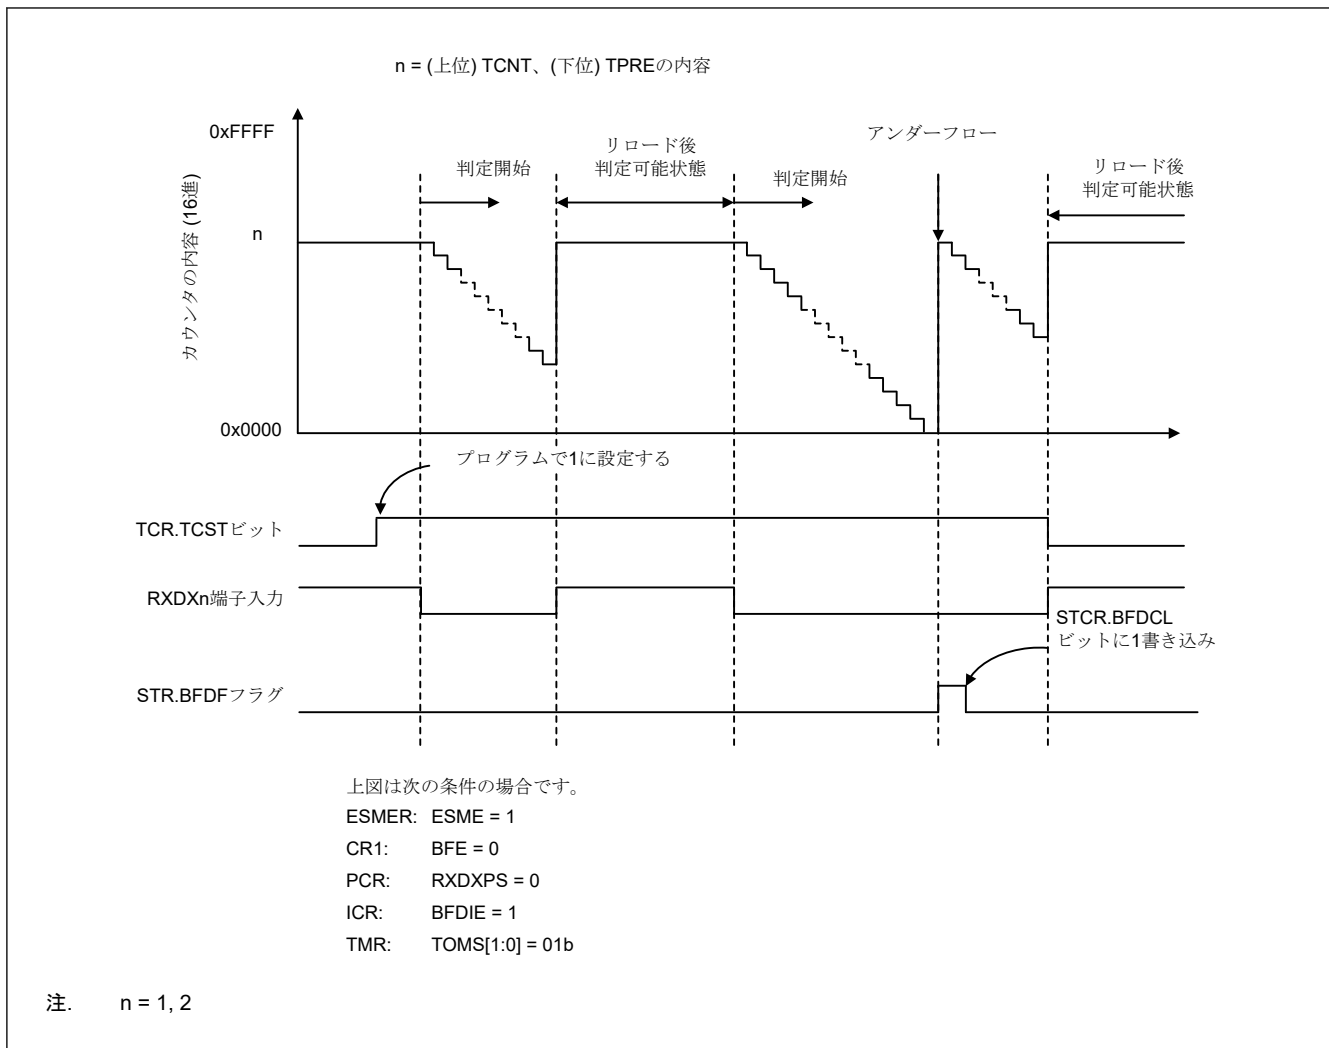 n = (上位) TCNT、(下位) TPREの内容
0xFFFF
アンダーフロー
リロード後
判定可能状態
リロード後
判定可能状態
判定開始
判定開始
カウンタの内容 (16進)
n
0x0000
プログラムで1に設定する
TCR.TCSTビット
RXDXn端子入力
STCR.BFDCL
ビットに1書き込み
STR.BFDFフラグ
上図は次の条件の場合です。
ESMER: ESME = 1
CR1: BFE = 0
PCR: RXDXPS = 0
ICR: BFDIE = 1
TMR: TOMS[1:0] = 01b
注. n = 1, 2